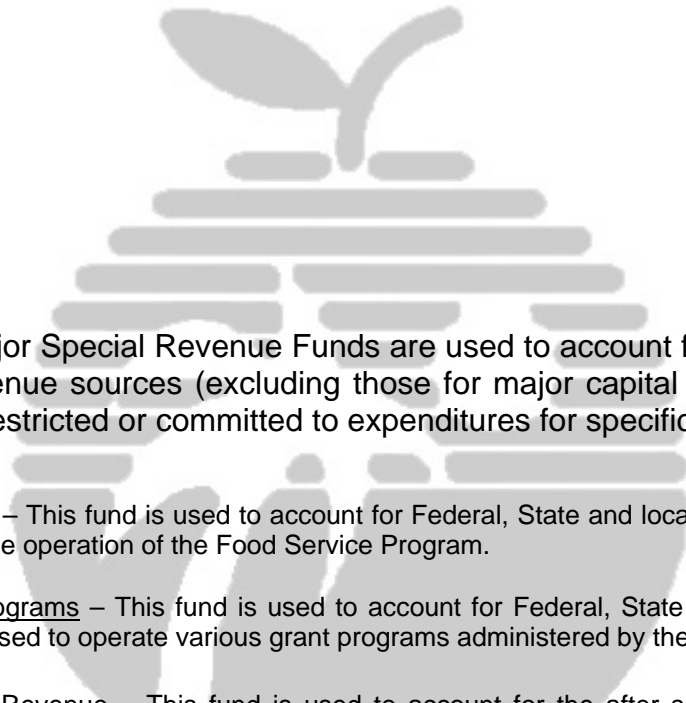 jor Special Revenue Funds are used to account f
enue sources (excluding those for major capital
estricted or committed to expenditures for specific
– This fund is used to account for Federal, State and loca
e operation of the Food Service Program.
ograms – This fund is used to account for Federal, State
sed to operate various grant programs administered by the
Revenue – This fund is used to account for the after s